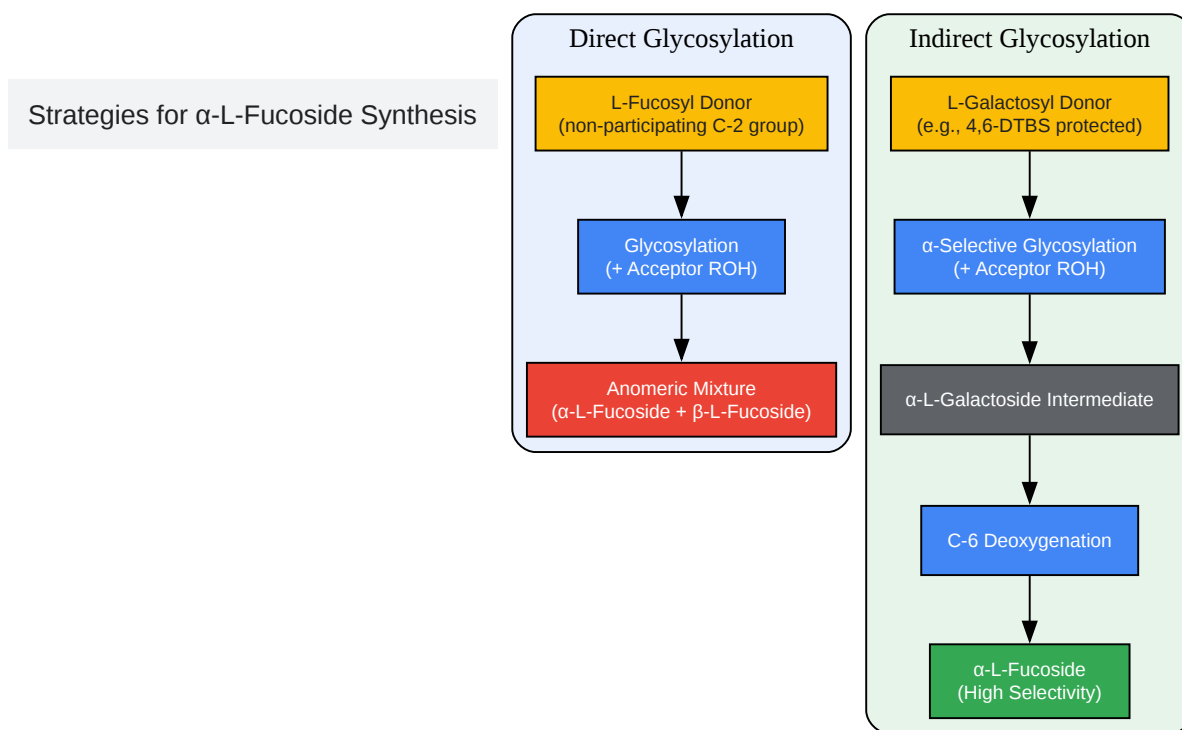 Strategies for α-L-Fucoside Synthesis
Direct Glycosylation
L-Fucosyl Donor
(non-participating C-2 group)
Glycosylation
(+ Acceptor ROH)
Anomeric Mixture
(α-L-Fucoside + β-L-Fucoside)
Indirect Glycosylation
L-Galactosyl Donor
(e.g., 4,6-DTBS protected)
α-Selective Glycosylation
(+ Acceptor ROH)
α-L-Galactoside Intermediate
C-6 Deoxygenation
α-L-Fucoside
(High Selectivity)